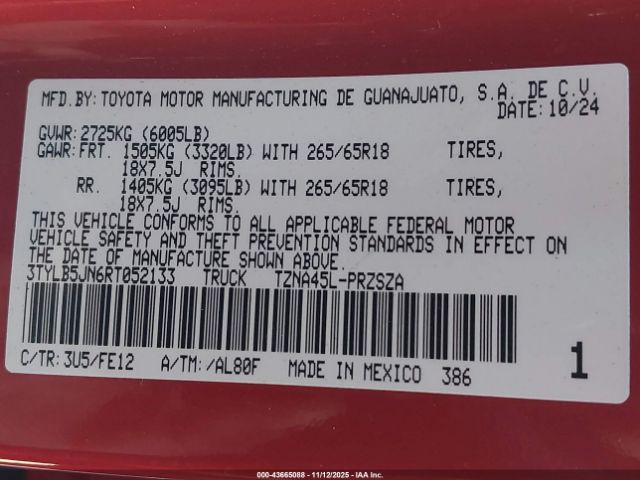 MFD.BY: TOYOTA MOTOR MANUFACTURING DE GUANAJUATO, S.A. DE C.V.
DATE: 10/24
GVWR: 2725KG (6005LB)
GAWR: FRT. 1505KG (3320LB) WITH 265/65R18 TIRES,
18X7.5J RIMS.
RR. 1405KG (3095LB) WITH 265/65R18 TIRES,
18X7.5J RIMS.
THIS VEHICLE CONFORMS TO ALL APPLICABLE FEDERAL MOTOR
VEHICLE SAFETY AND THEFT PREVENTION STANDARDS IN EFFECT ON
THE DATE OF MANUFACTURE SHOWN ABOVE.
3TYLB5JN6RT052133 TRUCK TZNA45L-PRZSZA
C/TR: 3U5/FE12 A/TM: /AL80F MADE IN MEXICO 386 1
000-43665088 - 11/12/2025 - IAA Inc.